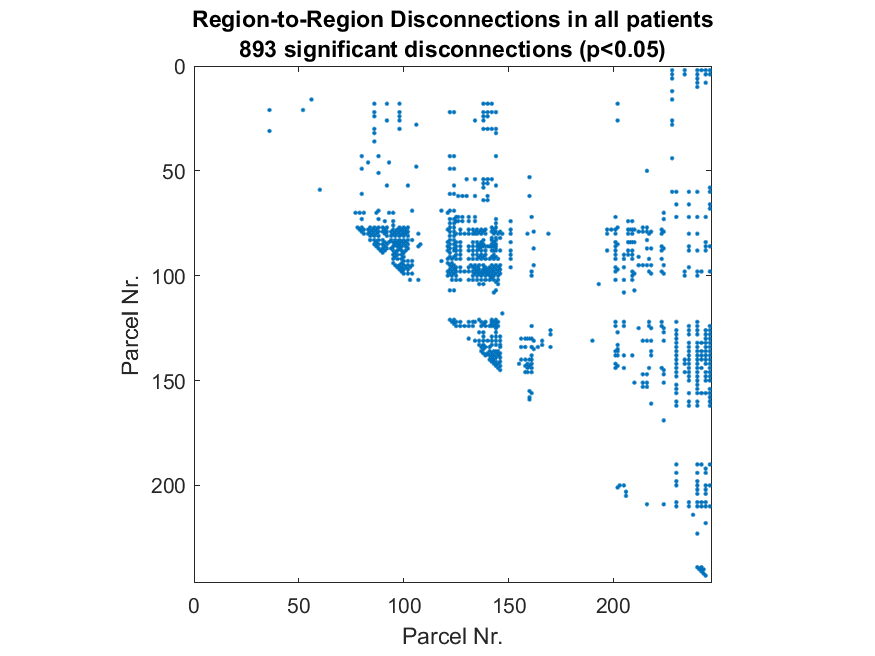 Region-to-Region Disconnections in all patients
893 significant disconnections (p<0.05)
0
50
100
150
200
Parcel Nr.
0 50 100 150 200
Parcel Nr.